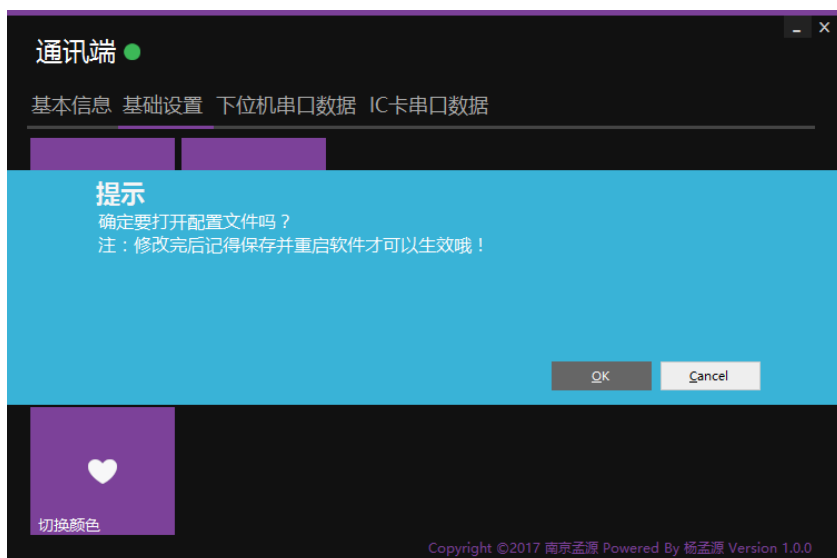 通讯端
基本信息 基础设置 下位机串口数据 IC卡串口数据
提示
确定要打开配置文件吗？
注：修改完后记得保存并重启软件才可以生效哦！
OK Cancel
切换颜色
Copyright ©2017 南京孟源 Powered By 杨孟源 Version 1.0.0